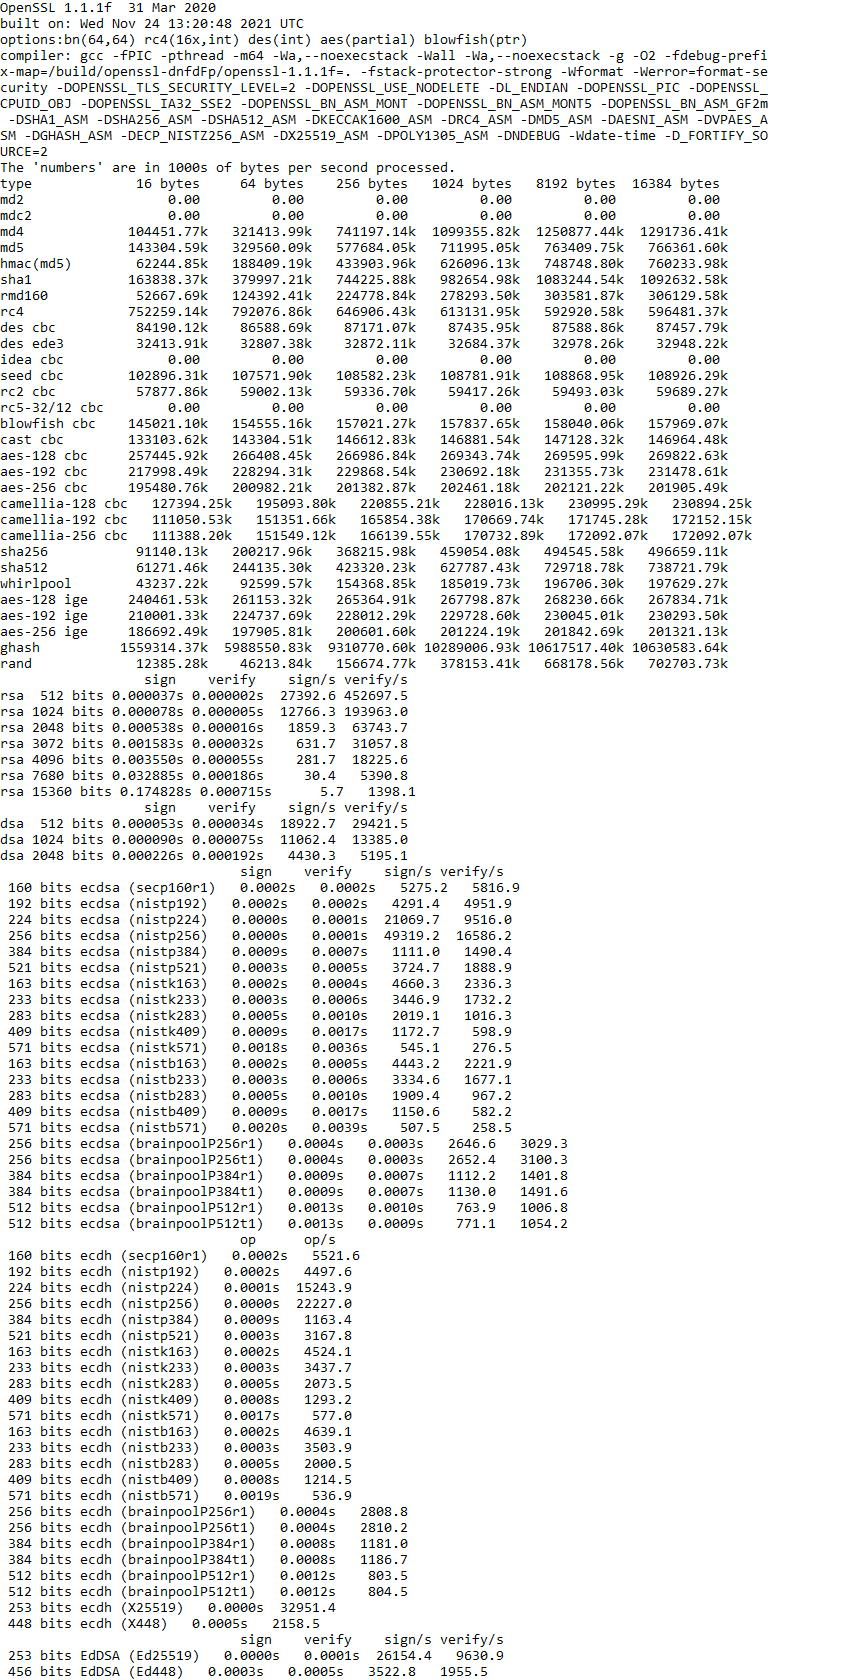 OpenSSL 1.1.1f  31 Mar 2020
built on: Wed Nov 24 13:20:48 2021 UTC
options:bn(64,64) rc4(16x,int) des(int) aes(partial) blowfish(ptr)
compiler: gcc -fPIC -pthread -m64 -Wa,--noexecstack -Wall -Wa,--noexecstack -g -O2 -fdebug-prefi
x-map=/build/openssl-dnfdFp/openssl-1.1.1f=. -fstack-protector-strong -Wformat -Werror=format-se
curity -DOPENSSL_TLS_SECURITY_LEVEL=2 -DOPENSSL_USE_NODELETE -DL_ENDIAN -DOPENSSL_PIC -DOPENSSL_
CPUID_OBJ -DOPENSSL_IA32_SSE2 -DOPENSSL_BN_ASM_MONT -DOPENSSL_BN_ASM_MONT5 -DOPENSSL_BN_ASM_GF2m
 -DSHA1_ASM -DSHA256_ASM -DSHA512_ASM -DKECCAK1600_ASM -DRC4_ASM -DMD5_ASM -DAESNI_ASM -DVPAES_A
SM -DGHASH_ASM -DECP_NISTZ256_ASM -DX25519_ASM -DPOLY1305_ASM -DNDEBUG -Wdate-time -D_FORTIFY_SO
URCE=2
The 'numbers' are in 1000s of bytes per second processed.
type             16 bytes     64 bytes    256 bytes   1024 bytes   8192 bytes  16384 bytes
md2                  0.00         0.00         0.00         0.00         0.00         0.00
mdc2                 0.00         0.00         0.00         0.00         0.00         0.00
md4             104451.77k   321413.99k   741197.14k  1099355.82k  1250877.44k  1291736.41k
md5             143304.59k   329560.09k   577684.05k   711995.05k   763409.75k   766361.60k
hmac(md5)        62244.85k   188409.19k   433903.96k   626096.13k   748748.80k   760233.98k
sha1            163838.37k   379997.21k   744225.88k   982654.98k  1083244.54k  1092632.58k
rmd160           52667.69k   124392.41k   224778.84k   278293.50k   303581.87k   306129.58k
rc4             752259.14k   792076.86k   646906.43k   613131.95k   592920.58k   596481.37k
des cbc          84190.12k    86588.69k    87171.07k    87435.95k    87588.86k    87457.79k
des ede3         32413.91k    32807.38k    32872.11k    32684.37k    32978.26k    32948.22k
idea cbc             0.00         0.00         0.00         0.00         0.00         0.00
seed cbc        102896.31k   107571.90k   108582.23k   108781.91k   108868.95k   108926.29k
rc2 cbc          57877.86k    59002.13k    59336.70k    59417.26k    59493.03k    59689.27k
rc5-32/12 cbc        0.00         0.00         0.00         0.00         0.00         0.00
blowfish cbc    145021.10k   154555.16k   157021.27k   157837.65k   158040.06k   157969.07k
cast cbc        133103.62k   143304.51k   146612.83k   146881.54k   147128.32k   146964.48k
aes-128 cbc     257445.92k   266408.45k   266986.84k   269343.74k   269595.99k   269822.63k
aes-192 cbc     217998.49k   228294.31k   229868.54k   230692.18k   231355.73k   231478.61k
aes-256 cbc     195480.76k   200982.21k   201382.87k   202461.18k   202121.22k   201905.49k
camellia-128 cbc   127394.25k   195093.80k   220855.21k   228016.13k   230995.29k   230894.25k
camellia-192 cbc   111050.53k   151351.66k   165854.38k   170669.74k   171745.28k   172152.15k
camellia-256 cbc   111388.20k   151549.12k   166139.55k   170732.89k   172092.07k   172092.07k
sha256           91140.13k   200217.96k   368215.98k   459054.08k   494545.58k   496659.11k
sha512           61271.46k   244135.30k   423320.23k   627787.43k   729718.78k   738721.79k
whirlpool        43237.22k    92599.57k   154368.85k   185019.73k   196706.30k   197629.27k
aes-128 ige     240461.53k   261153.32k   265364.91k   267798.87k   268230.66k   267834.71k
aes-192 ige     210001.33k   224737.69k   228012.29k   229728.60k   230045.01k   230293.50k
aes-256 ige     186692.49k   197905.81k   200601.60k   201224.19k   201842.69k   201321.13k
ghash          1559314.37k  5988550.83k  9310770.60k 10289006.93k 10617517.40k 10630583.64k
rand             12385.28k    46213.84k   156674.77k   378153.41k   668178.56k   702703.73k
                  sign    verify    sign/s verify/s
rsa  512 bits 0.000037s 0.000002s  27392.6 452697.5
rsa 1024 bits 0.000078s 0.000005s  12766.3 193963.0
rsa 2048 bits 0.000538s 0.000016s   1859.3  63743.7
rsa 3072 bits 0.001583s 0.000032s    631.7  31057.8
rsa 4096 bits 0.003550s 0.000055s    281.7  18225.6
rsa 7680 bits 0.032885s 0.000186s     30.4   5390.8
rsa 15360 bits 0.174828s 0.000715s      5.7   1398.1
                  sign    verify    sign/s verify/s
dsa  512 bits 0.000053s 0.000034s  18922.7  29421.5
dsa 1024 bits 0.000090s 0.000075s  11062.4  13385.0
dsa 2048 bits 0.000226s 0.000192s   4430.3   5195.1
                              sign    verify    sign/s verify/s
 160 bits ecdsa (secp160r1)   0.0002s   0.0002s   5275.2   5816.9
 192 bits ecdsa (nistp192)   0.0002s   0.0002s   4291.4   4951.9
 224 bits ecdsa (nistp224)   0.0000s   0.0001s  21069.7   9516.0
 256 bits ecdsa (nistp256)   0.0000s   0.0001s  49319.2  16586.2
 384 bits ecdsa (nistp384)   0.0009s   0.0007s   1111.0   1490.4
 521 bits ecdsa (nistp521)   0.0003s   0.0005s   3724.7   1888.9
 163 bits ecdsa (nistk163)   0.0002s   0.0004s   4660.3   2336.3
 233 bits ecdsa (nistk233)   0.0003s   0.0006s   3446.9   1732.2
 283 bits ecdsa (nistk283)   0.0005s   0.0010s   2019.1   1016.3
 409 bits ecdsa (nistk409)   0.0009s   0.0017s   1172.7    598.9
 571 bits ecdsa (nistk571)   0.0018s   0.0036s    545.1    276.5
 163 bits ecdsa (nistb163)   0.0002s   0.0005s   4443.2   2221.9
 233 bits ecdsa (nistb233)   0.0003s   0.0006s   3334.6   1677.1
 283 bits ecdsa (nistb283)   0.0005s   0.0010s   1909.4    967.2
 409 bits ecdsa (nistb409)   0.0009s   0.0017s   1150.6    582.2
 571 bits ecdsa (nistb571)   0.0020s   0.0039s    507.5    258.5
 256 bits ecdsa (brainpoolP256r1)   0.0004s   0.0003s   2646.6   3029.3
 256 bits ecdsa (brainpoolP256t1)   0.0004s   0.0003s   2652.4   3100.3
 384 bits ecdsa (brainpoolP384r1)   0.0009s   0.0007s   1112.2   1401.8
 384 bits ecdsa (brainpoolP384t1)   0.0009s   0.0007s   1130.0   1491.6
 512 bits ecdsa (brainpoolP512r1)   0.0013s   0.0010s    763.9   1006.8
 512 bits ecdsa (brainpoolP512t1)   0.0013s   0.0009s    771.1   1054.2
                              op      op/s
 160 bits ecdh (secp160r1)   0.0002s   5521.6
 192 bits ecdh (nistp192)   0.0002s   4497.6
 224 bits ecdh (nistp224)   0.0001s  15243.9
 256 bits ecdh (nistp256)   0.0000s  22227.0
 384 bits ecdh (nistp384)   0.0009s   1163.4
 521 bits ecdh (nistp521)   0.0003s   3167.8
 163 bits ecdh (nistk163)   0.0002s   4524.1
 233 bits ecdh (nistk233)   0.0003s   3437.7
 283 bits ecdh (nistk283)   0.0005s   2073.5
 409 bits ecdh (nistk409)   0.0008s   1293.2
 571 bits ecdh (nistk571)   0.0017s    577.0
 163 bits ecdh (nistb163)   0.0002s   4639.1
 233 bits ecdh (nistb233)   0.0003s   3503.9
 283 bits ecdh (nistb283)   0.0005s   2000.5
 409 bits ecdh (nistb409)   0.0008s   1214.5
 571 bits ecdh (nistb571)   0.0019s    536.9
 256 bits ecdh (brainpoolP256r1)   0.0004s   2808.8
 256 bits ecdh (brainpoolP256t1)   0.0004s   2810.2
 384 bits ecdh (brainpoolP384r1)   0.0008s   1181.0
 384 bits ecdh (brainpoolP384t1)   0.0008s   1186.7
 512 bits ecdh (brainpoolP512r1)   0.0012s    803.5
 512 bits ecdh (brainpoolP512t1)   0.0012s    804.5
 253 bits ecdh (X25519)   0.0000s  32951.4
 448 bits ecdh (X448)   0.0005s   2158.5
                              sign    verify    sign/s verify/s
 253 bits EdDSA (Ed25519)   0.0000s   0.0001s  26154.4   9630.9
 456 bits EdDSA (Ed448)   0.0003s   0.0005s   3522.8   1955.5